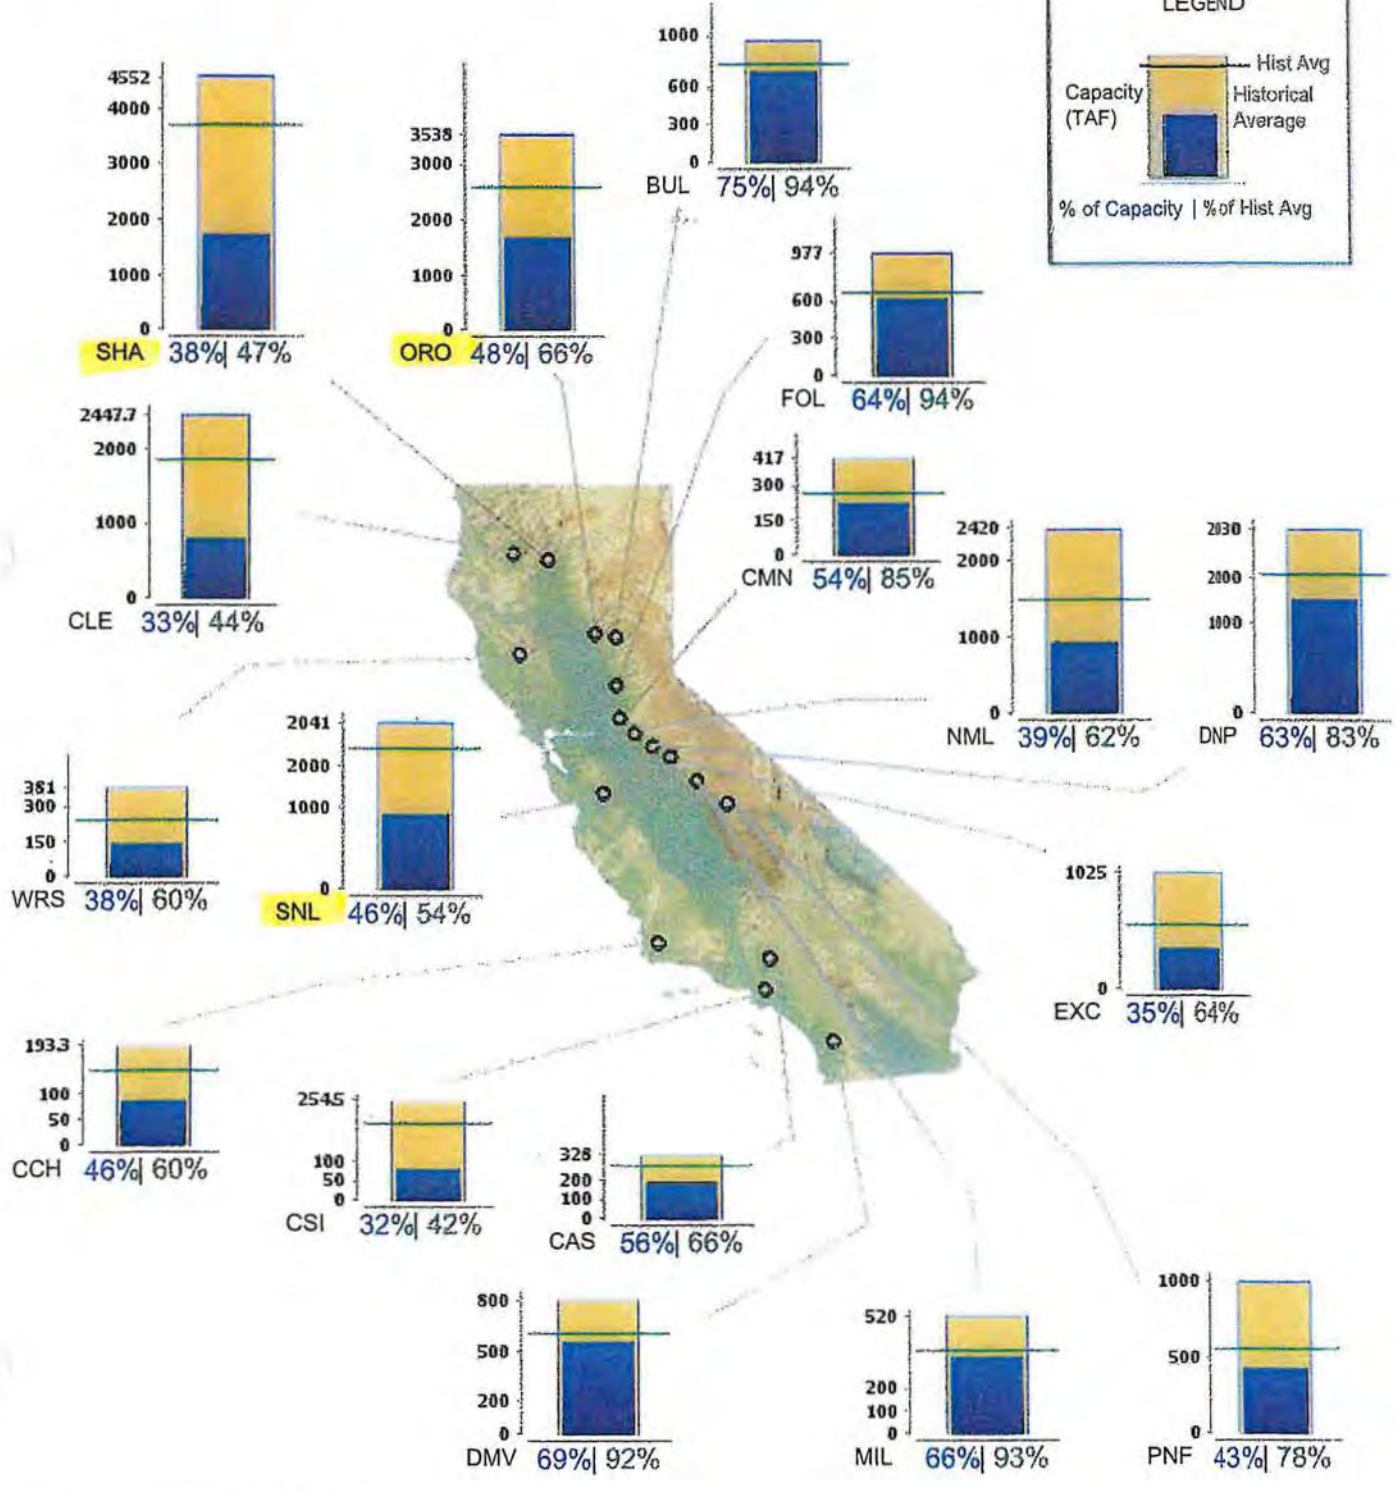 LEGEND
Hist Avg
Capacity
(TAF)
Historical
Average
% of Capacity | % of Hist Avg
1000
600
300
0
BUL 75%| 94%
4552
4000
3000
2000
1000
0
SHA 38%| 47%
3538
3000
2000
1000
0
ORO 48%| 66%
977
600
300
0
FOL 64%| 94%
2447.7
2000
1000
0
CLE 33%| 44%
417
300
150
0
CMN 54%| 85%
2420
2000
1000
0
NML 39%| 62%
2030
2000
1000
0
DNP 63%| 83%
381
300
150
0
WRS 38%| 60%
2041
2000
1000
0
SNL 46%| 54%
1025
0
EXC 35%| 64%
193.3
100
50
0
CCH 46%| 60%
254.5
100
50
0
CSI 32%| 42%
328
200
100
0
CAS 56%| 66%
800
500
200
0
DMV 69%| 92%
520
200
100
0
MIL 66%| 93%
1000
500
0
PNF 43%| 78%